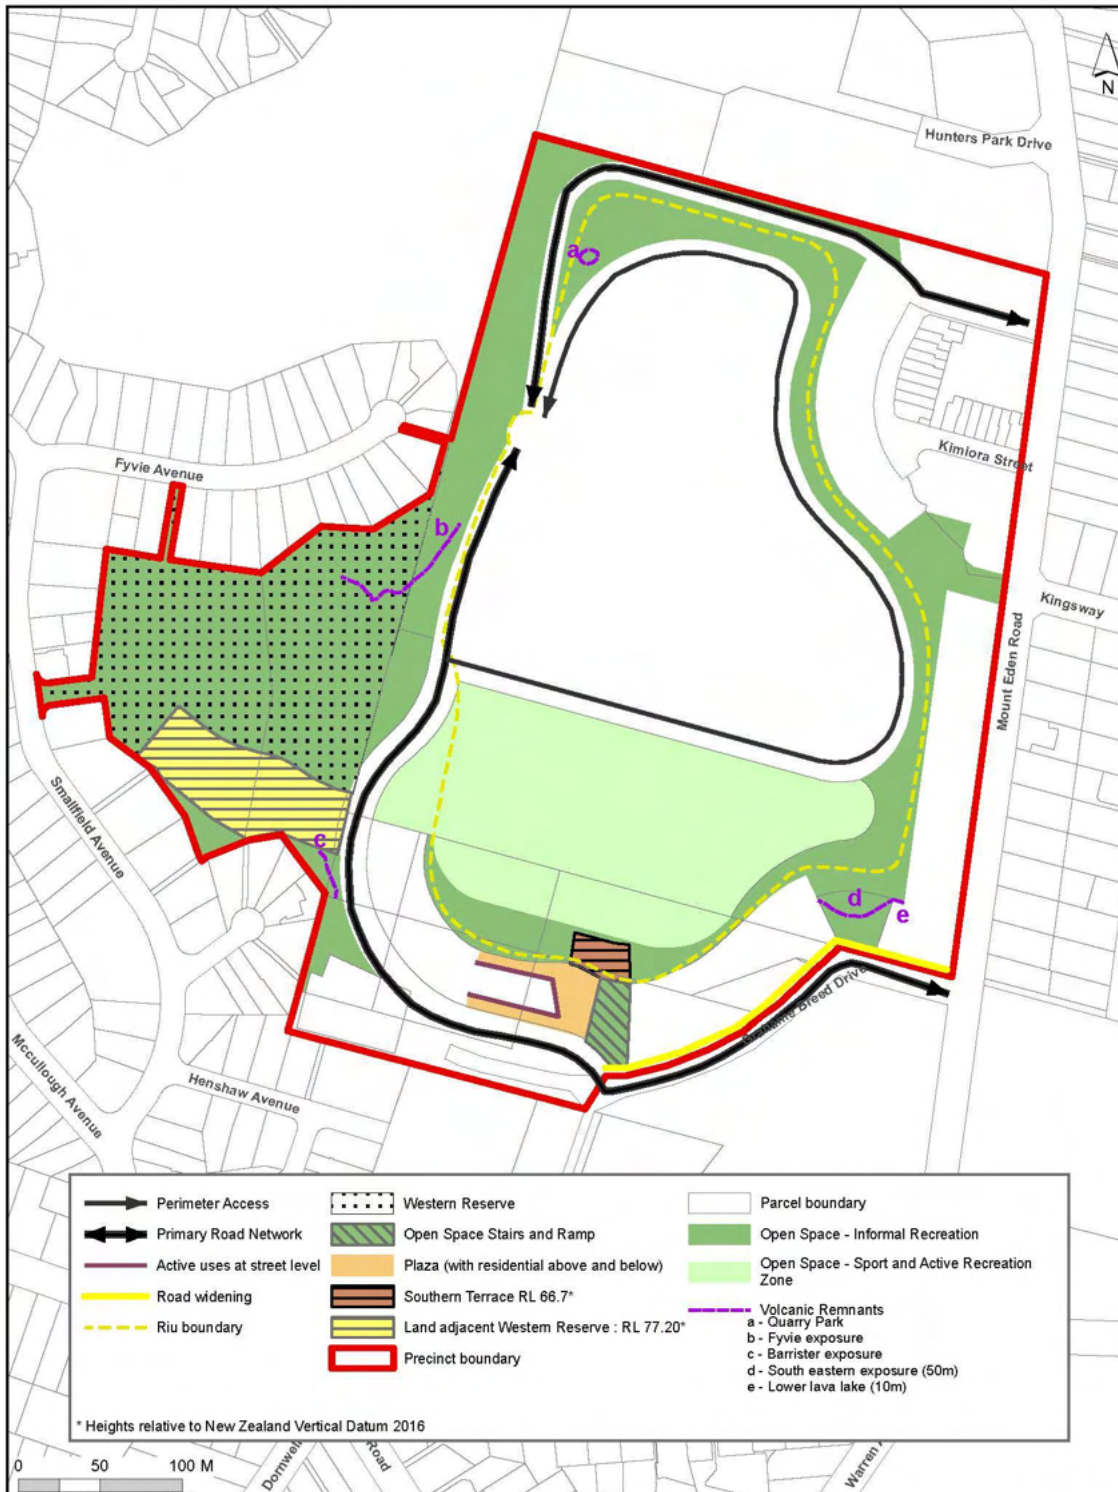 N
Hunters Park Drive
a
Kimiora Street
Fyvie Avenue
b
Kingsway
Mount Eden Road
Smallfield Avenue
c
d
e
Breed Drive
Mccullough Avenue
Henshaw Avenue
Perimeter Access
Primary Road Network
Active uses at street level
Road widening
Riu boundary
Western Reserve
Open Space Stairs and Ramp
Plaza (with residential above and below)
Southern Terrace RL 66.7*
Land adjacent Western Reserve : RL 77.20*
Precinct boundary
Parcel boundary
Open Space - Informal Recreation
Open Space - Sport and Active Recreation
Zone
Volcanic Remnants
a - Quarry Park
b - Fyvie exposure
c - Barrister exposure
d - South eastern exposure (50m)
e - Lower lava lake (10m)
* Heights relative to New Zealand Vertical Datum 2016
0 50 100 M
Road
Warren